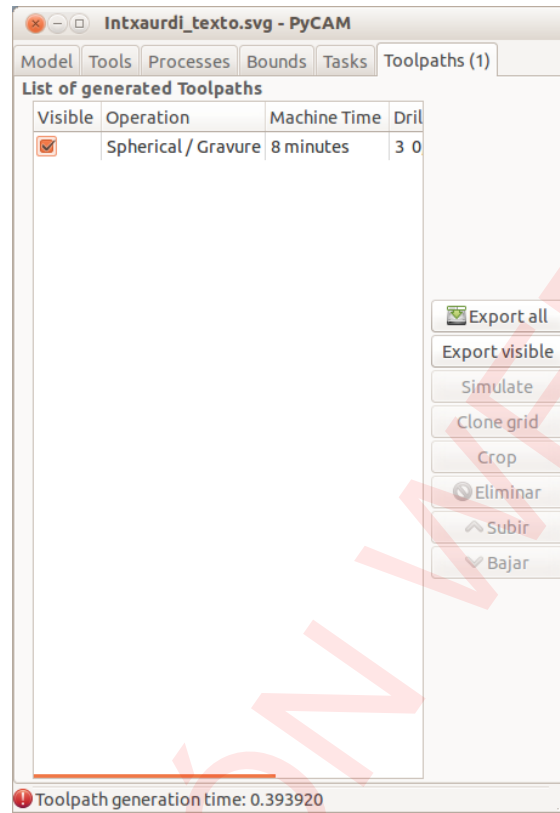 Intxaurdi_texto.svg - PyCAM
Model Tools Processes Bounds Tasks Toolpaths (1)
List of generated Toolpaths
Visible Operation Machine Time Dril
Spherical / Gravure 8 minutes 3 0
Export all
Export visible
Simulate
Clone grid
Crop
Eliminar
Subir
Bajar
Toolpath generation time: 0.393920